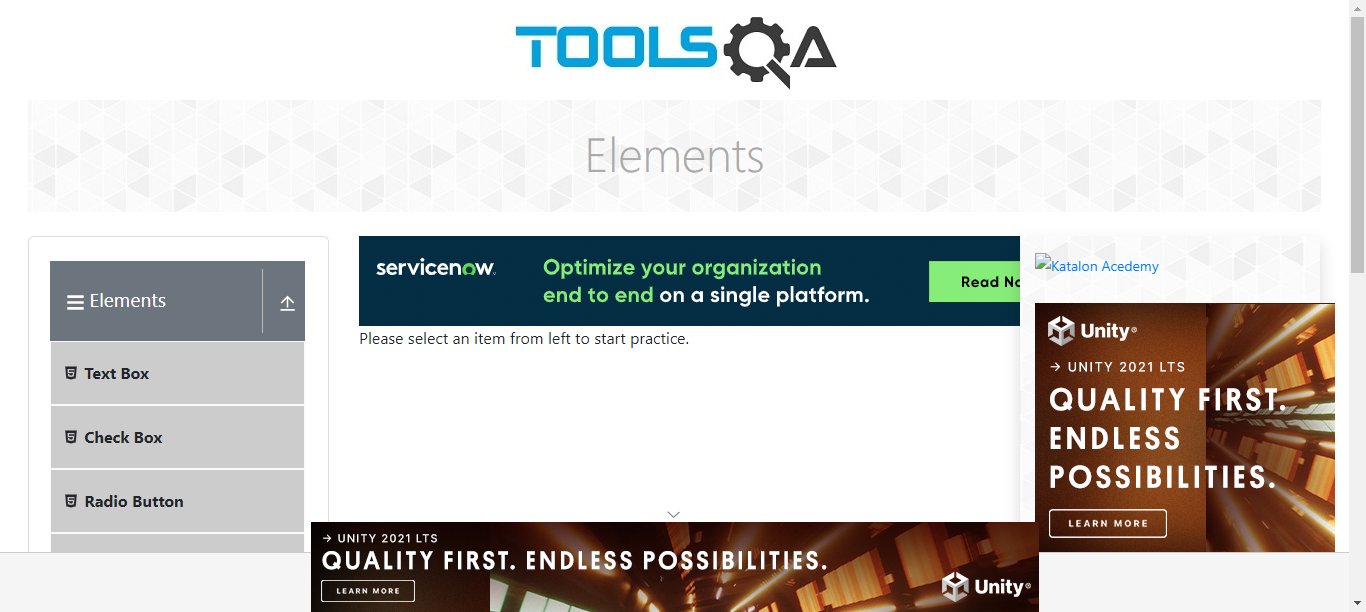 TOOLSQA
Elements
Elements
Text Box
Check Box
Radio Button
servicenow
Optimize your organization
end to end on a single platform.
Read
Please select an item from left to start practice.
Katalon Acedemy
Unity®
→ UNITY 2021 LTS
QUALITY FIRST.
ENDLESS
POSSIBILITIES.
LEARN MORE
→ UNITY 2021 LTS
QUALITY FIRST. ENDLESS POSSIBILITIES.
LEARN MORE
Unity®